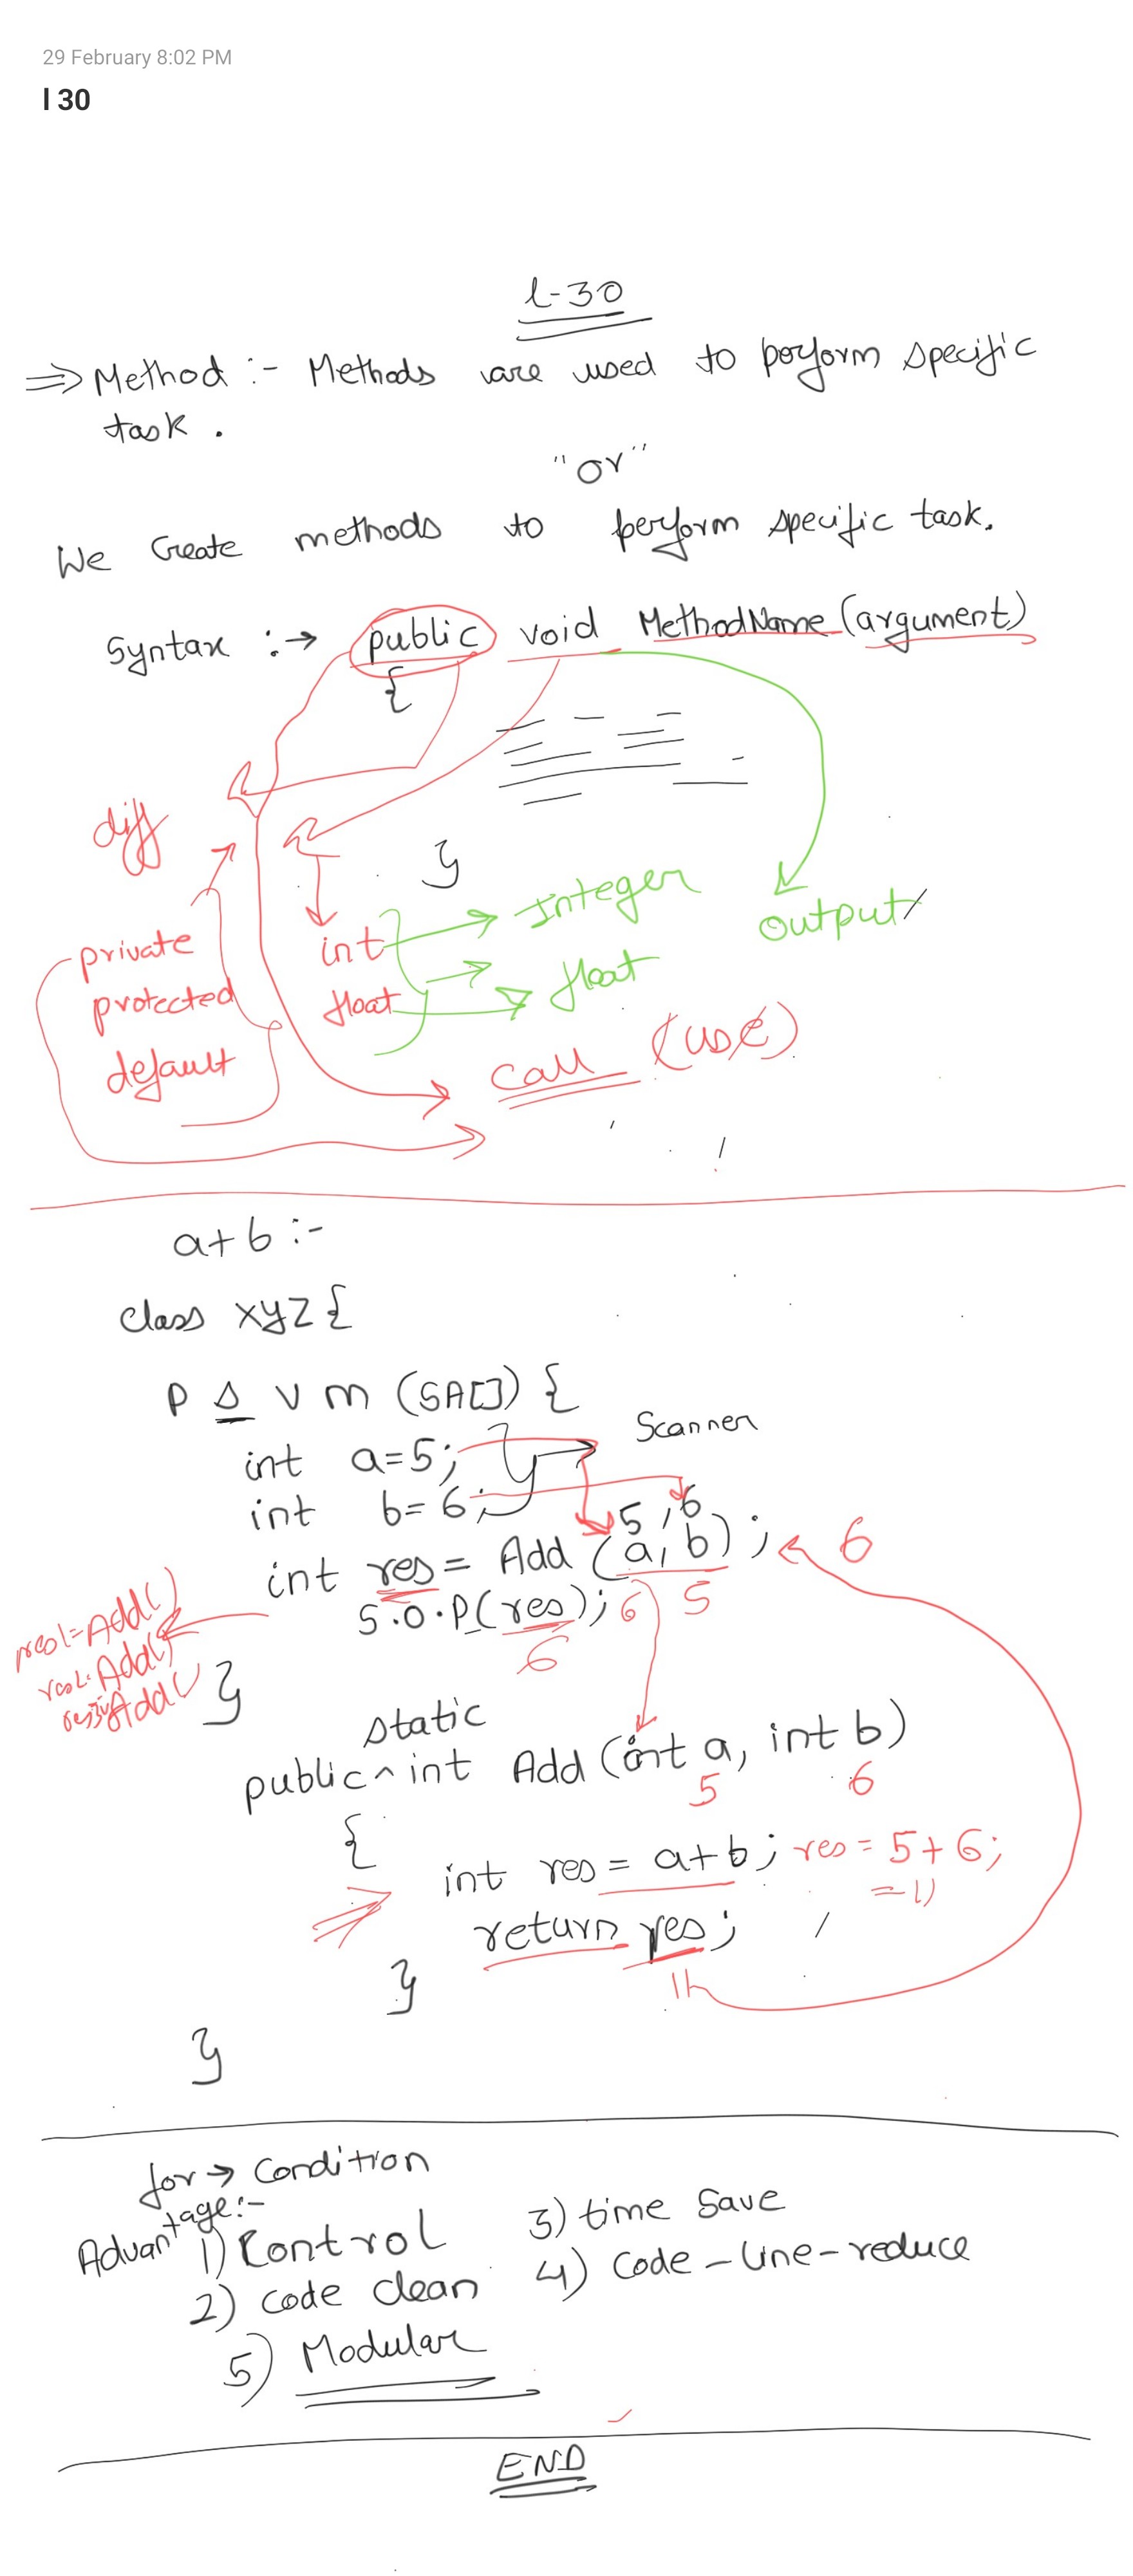 29 February 8:02 PM
l 30
L-30
⇒ Method :- Methods are used to perform specific
task .
"or"
We Create methods to perform specific task.
Syntax :→ public void MethodName (argument)
{
}
diff
private
protected
default
int → Integer
float → float
output
call (use)
a+b :-
class xyz {
P S V m (SA[]) {
int a=5; → Scanner
int b=6;
5,6
int res = Add (a, b) ; 6
S.O.P(res); 6 5
6
res1=Add()
Add()
Add()
}
static
public ^ int Add (int a, int b)
5 6
{
int res = a+b ; res = 5+6;
=11
return res;
11
}
}
for → Condition
Advantage:-
1) Control 3) time Save
2) code clean 4) Code-line-reduce
5) Modular
END